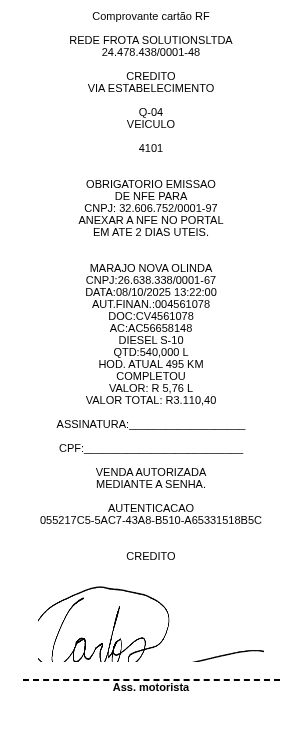 Comprovante cartão RF
REDE FROTA SOLUTIONSLTDA
24.478.438/0001-48
CREDITO
VIA ESTABELECIMENTO
Q-04
VEICULO
4101
OBRIGATORIO EMISSAO
DE NFE PARA
CNPJ: 32.606.752/0001-97
ANEXAR A NFE NO PORTAL
EM ATE 2 DIAS UTEIS.
MARAJO NOVA OLINDA
CNPJ:26.638.338/0001-67
DATA:08/10/2025 13:22:00
AUT.FINAN.:004561078
DOC:CV4561078
AC:AC56658148
DIESEL S-10
QTD:540,000 L
HOD. ATUAL 495 KM
COMPLETOU
VALOR: R 5,76 L
VALOR TOTAL: R3.110,40
ASSINATURA:___________________
CPF:__________________________
VENDA AUTORIZADA
MEDIANTE A SENHA.
AUTENTICACAO
055217C5-5AC7-43A8-B510-A65331518B5C
CREDITO
Ass. motorista